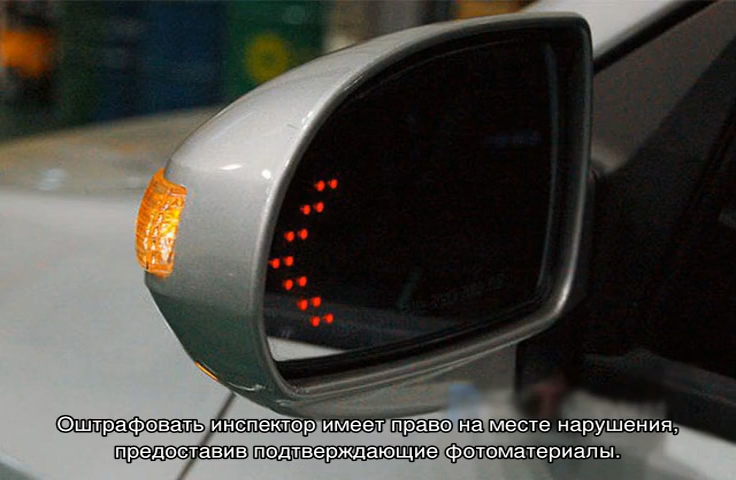 Оштрафовать инспектор имеет право на месте нарушения,
предоставив подтверждающие фотоматериалы.